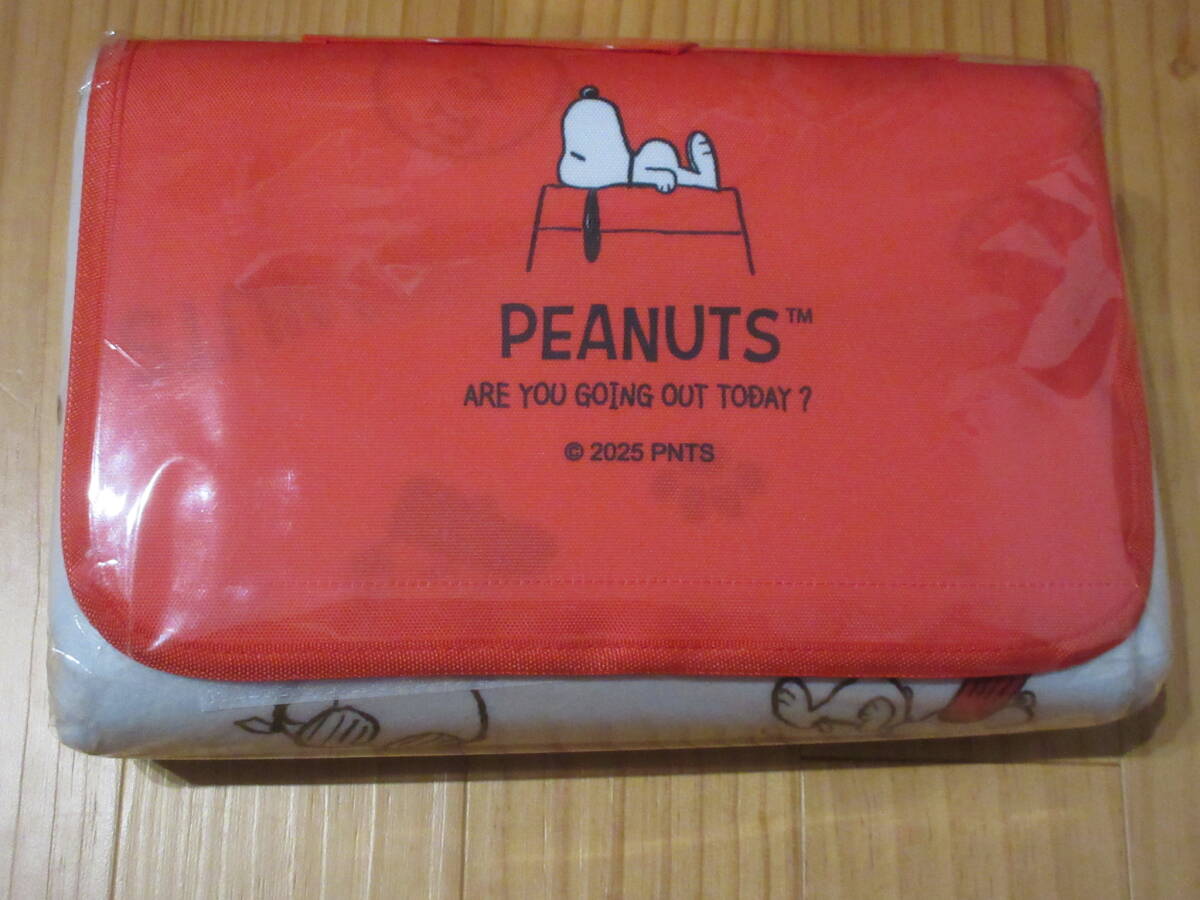 PEANUTS™
ARE YOU GOING OUT TODAY?
© 2025 PNTS